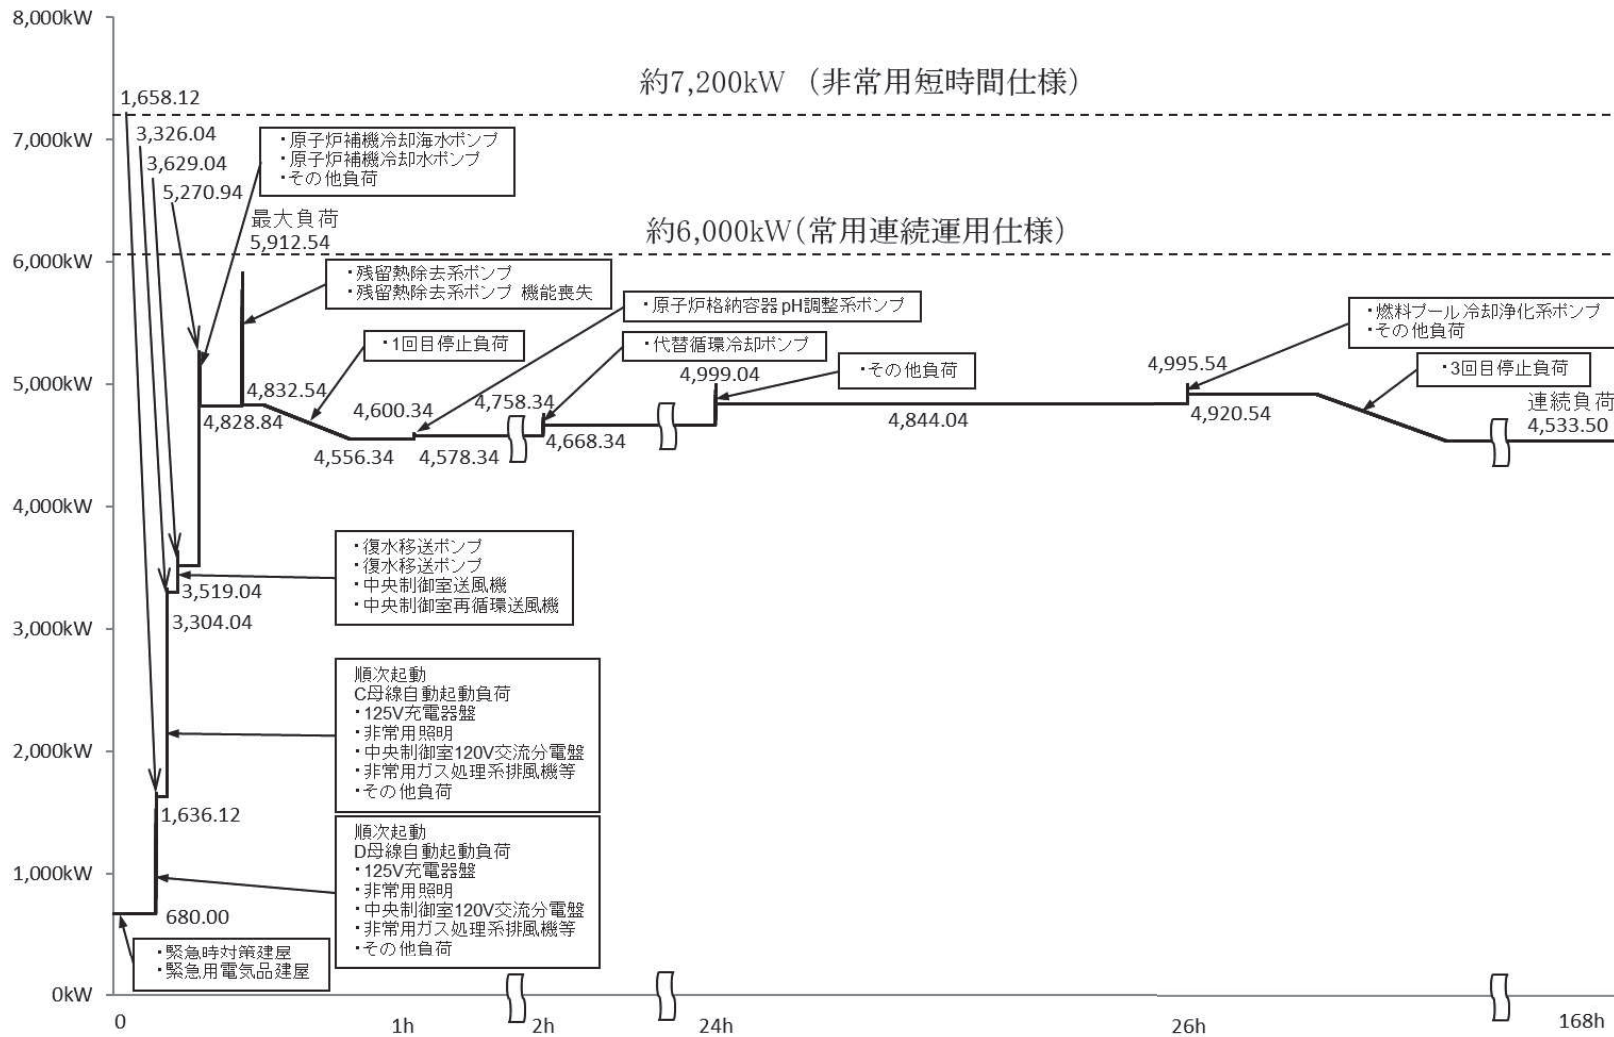 8,000kW
7,000kW
6,000kW
5,000kW
4,000kW
3,000kW
2,000kW
1,000kW
0kW
約7,200kW （非常用短時間仕様）
約6,000kW（常用連続運用仕様）
1,658.12
3,326.04
3,629.04
5,270.94
・原子炉補機冷却海水ポンプ
・原子炉補機冷却水ポンプ
・その他負荷
最大負荷
5,912.54
・残留熱除去系ポンプ
・残留熱除去系ポンプ 機能喪失
・1回目停止負荷
・原子炉格納容器pH調整系ポンプ
・代替循環冷却ポンプ
・その他負荷
・燃料プール冷却浄化系ポンプ
・その他負荷
・3回目停止負荷
4,828.84
4,832.54
4,556.34
4,600.34
4,578.34
4,758.34
4,668.34
4,999.04
4,844.04
4,995.54
4,920.54
連続負荷
4,533.50
・復水移送ポンプ
・復水移送ポンプ
・中央制御室送風機
・中央制御室再循環送風機
3,519.04
3,304.04
順次起動
C母線自動起動負荷
・125V充電器盤
・非常用照明
・中央制御室120V交流分電盤
・非常用ガス処理系排風機等
・その他負荷
1,636.12
順次起動
D母線自動起動負荷
・125V充電器盤
・非常用照明
・中央制御室120V交流分電盤
・非常用ガス処理系排風機等
・その他負荷
680.00
・緊急時対策建屋
・緊急用電気品建屋
0
1h
2h
24h
26h
168h